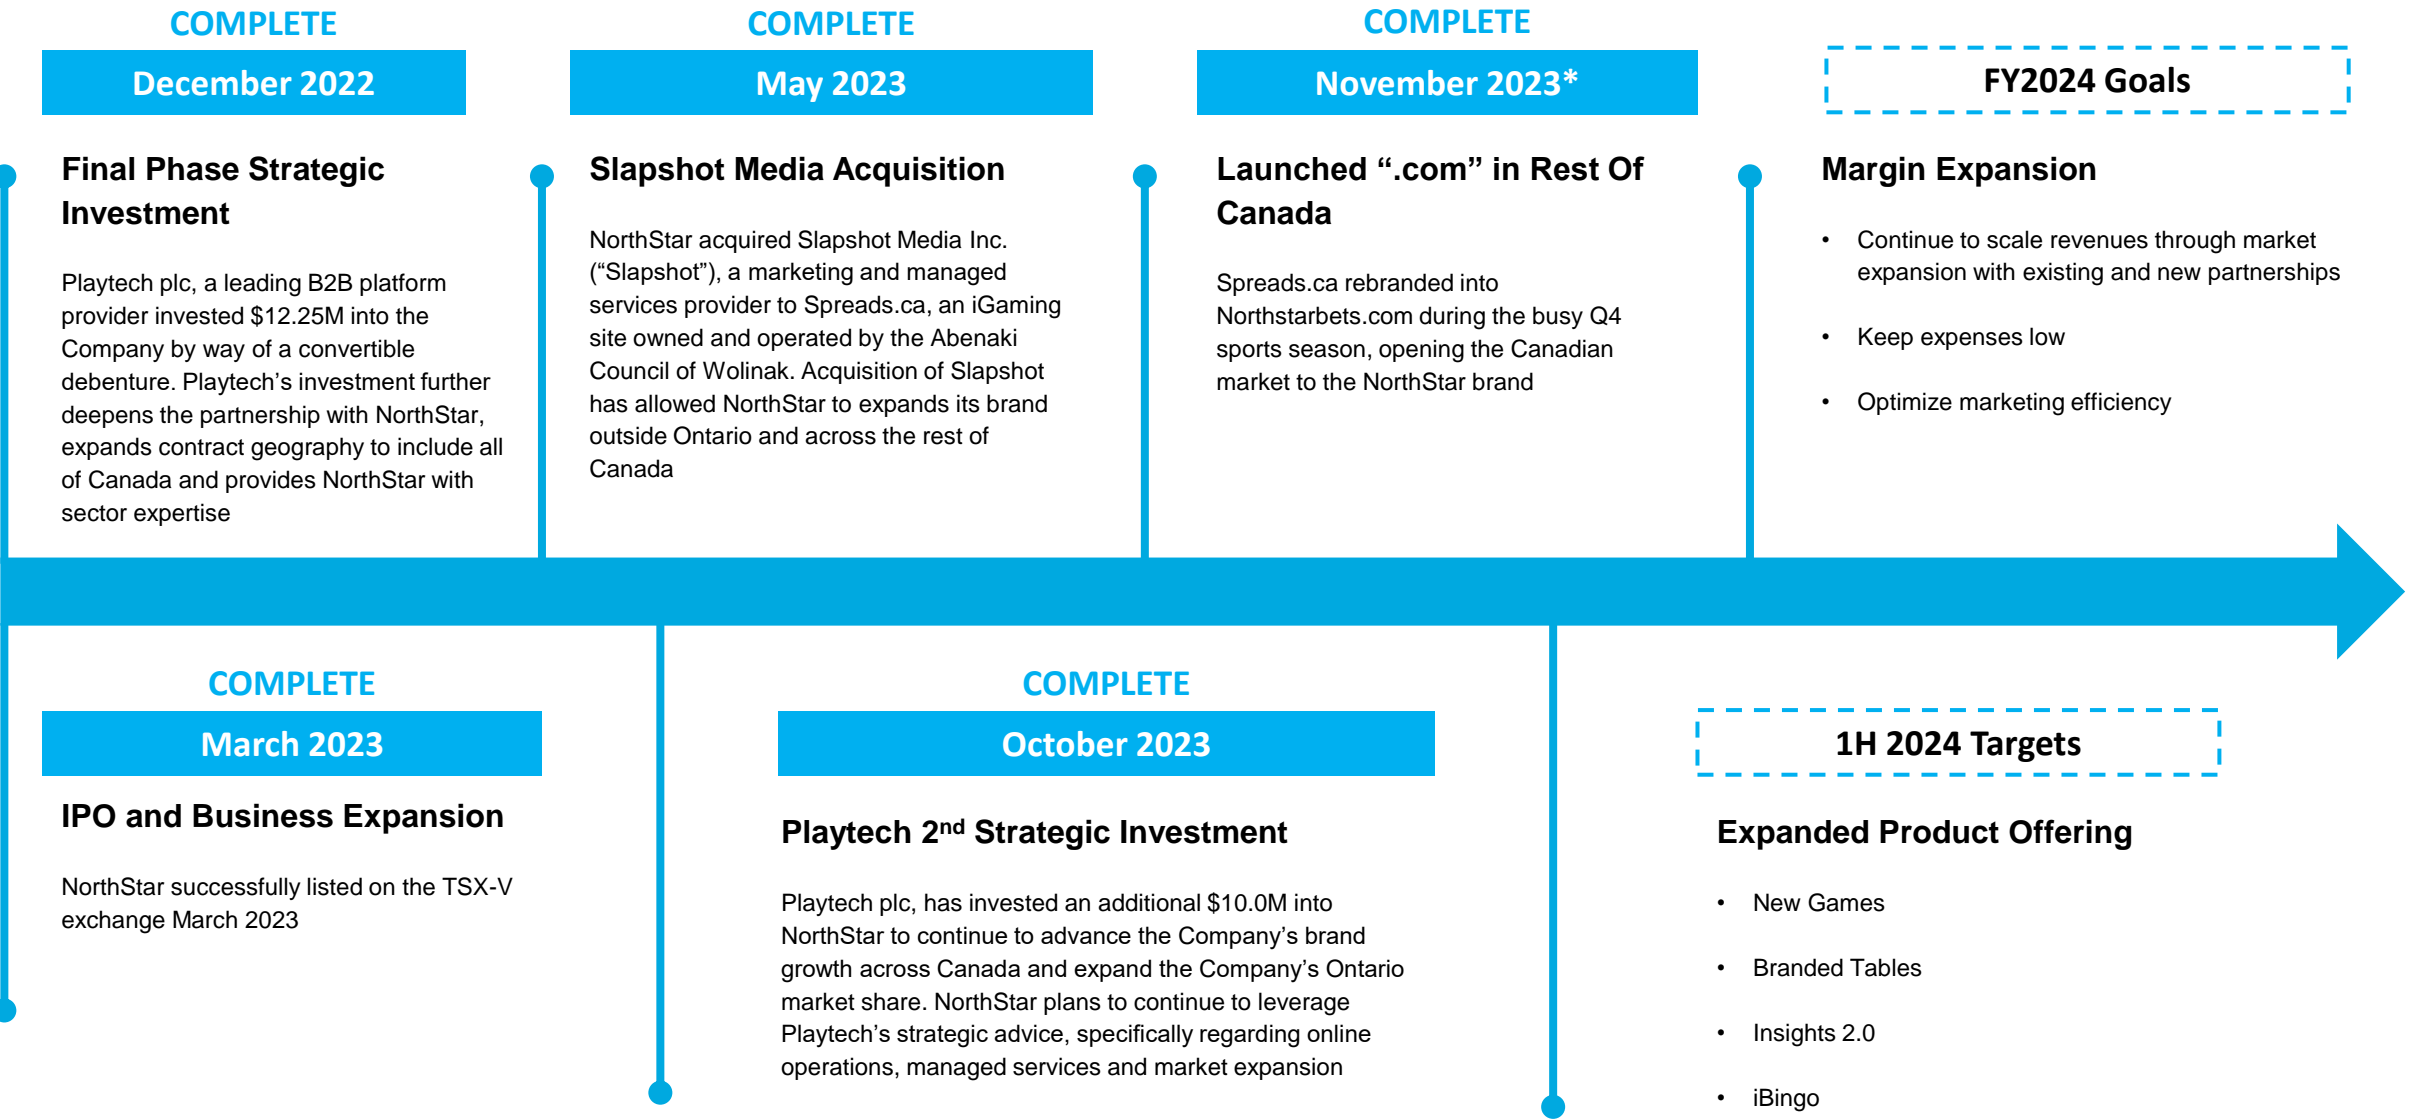 COMPLETE
December 2022
Final Phase Strategic
Investment
Playtech plc, a leading B2B platform
provider invested $12.25M into the
Company by way of a convertible
debenture. Playtech’s investment further
deepens the partnership with NorthStar,
expands contract geography to include all
of Canada and provides NorthStar with
sector expertise
COMPLETE
May 2023
Slapshot Media Acquisition
NorthStar acquired Slapshot Media Inc.
(“Slapshot”), a marketing and managed
services provider to Spreads.ca, an iGaming
site owned and operated by the Abenaki
Council of Wolinak. Acquisition of Slapshot
has allowed NorthStar to expands its brand
outside Ontario and across the rest of
Canada
COMPLETE
November 2023*
Launched “.com” in Rest Of
Canada
Spreads.ca rebranded into
Northstarbets.com during the busy Q4
sports season, opening the Canadian
market to the NorthStar brand
FY2024 Goals
Margin Expansion
• Continue to scale revenues through market
expansion with existing and new partnerships
• Keep expenses low
• Optimize marketing efficiency
COMPLETE
March 2023
IPO and Business Expansion
NorthStar successfully listed on the TSX-V
exchange March 2023
COMPLETE
October 2023
Playtech 2nd Strategic Investment
Playtech plc, has invested an additional $10.0M into
NorthStar to continue to advance the Company’s brand
growth across Canada and expand the Company’s Ontario
market share. NorthStar plans to continue to leverage
Playtech’s strategic advice, specifically regarding online
operations, managed services and market expansion
1H 2024 Targets
Expanded Product Offering
• New Games
• Branded Tables
• Insights 2.0
• iBingo